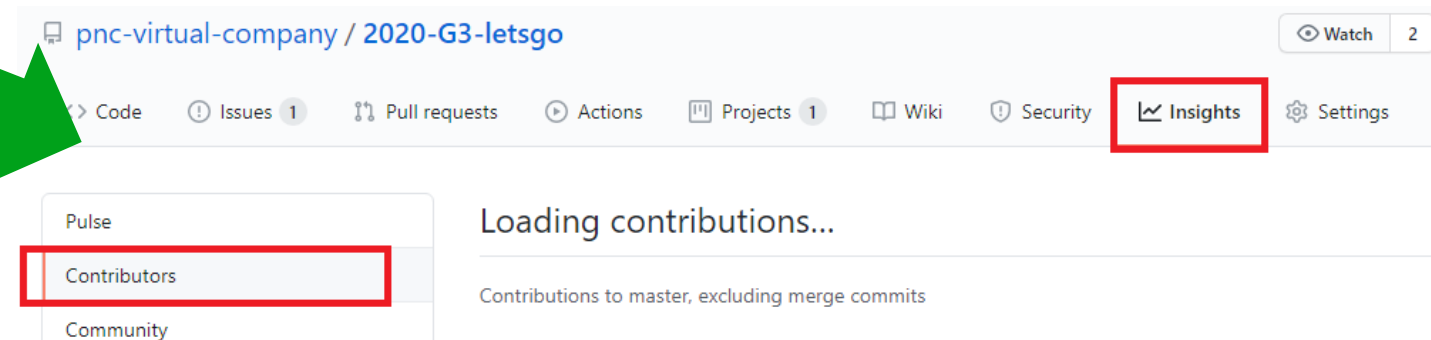 pnc-virtual-company / 2020-G3-letsgo
Watch 2
<> Code Issues 1 Pull requests Actions Projects 1 Wiki Security Insights Settings
Pulse
Contributors
Community
Loading contributions...
Contributions to master, excluding merge commits